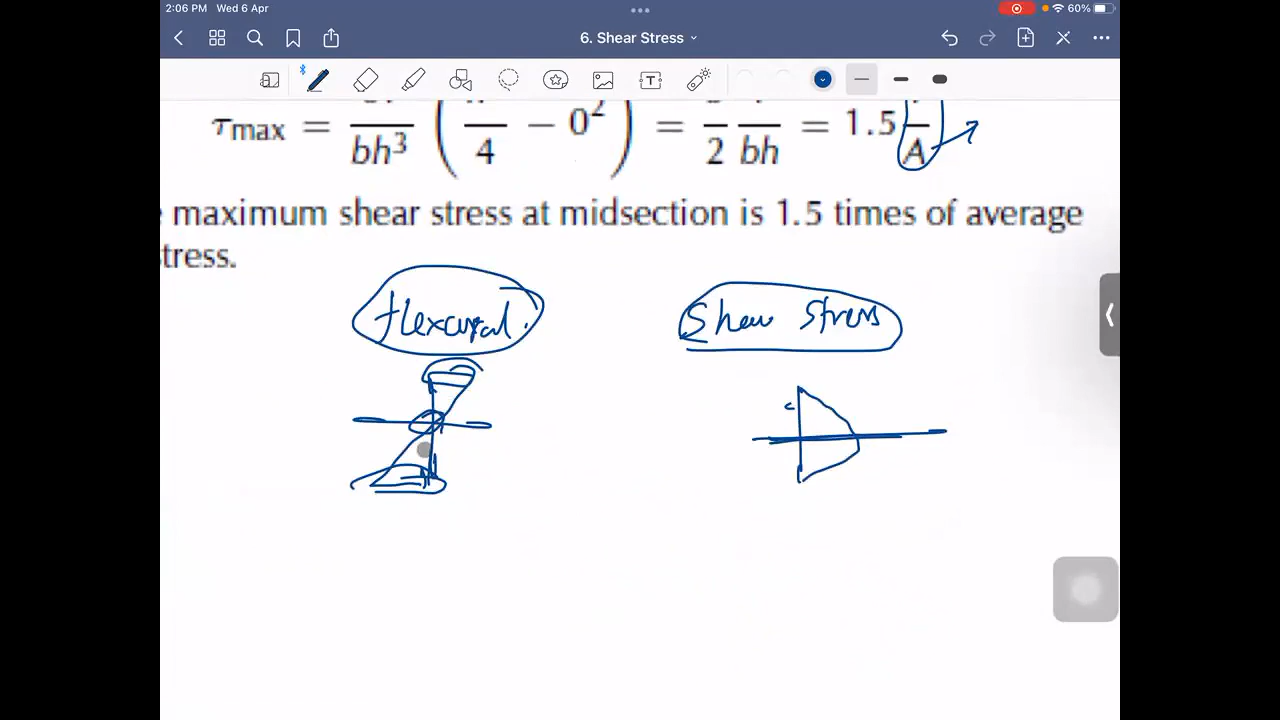 2:06 PM Wed 6 Apr
60%
6. Shear Stress
τmax = bh³ ( 4 − 0² ) = 2 bh = 1.5 A
maximum shear stress at midsection is 1.5 times of average
tress.
flexural. Shear Stress